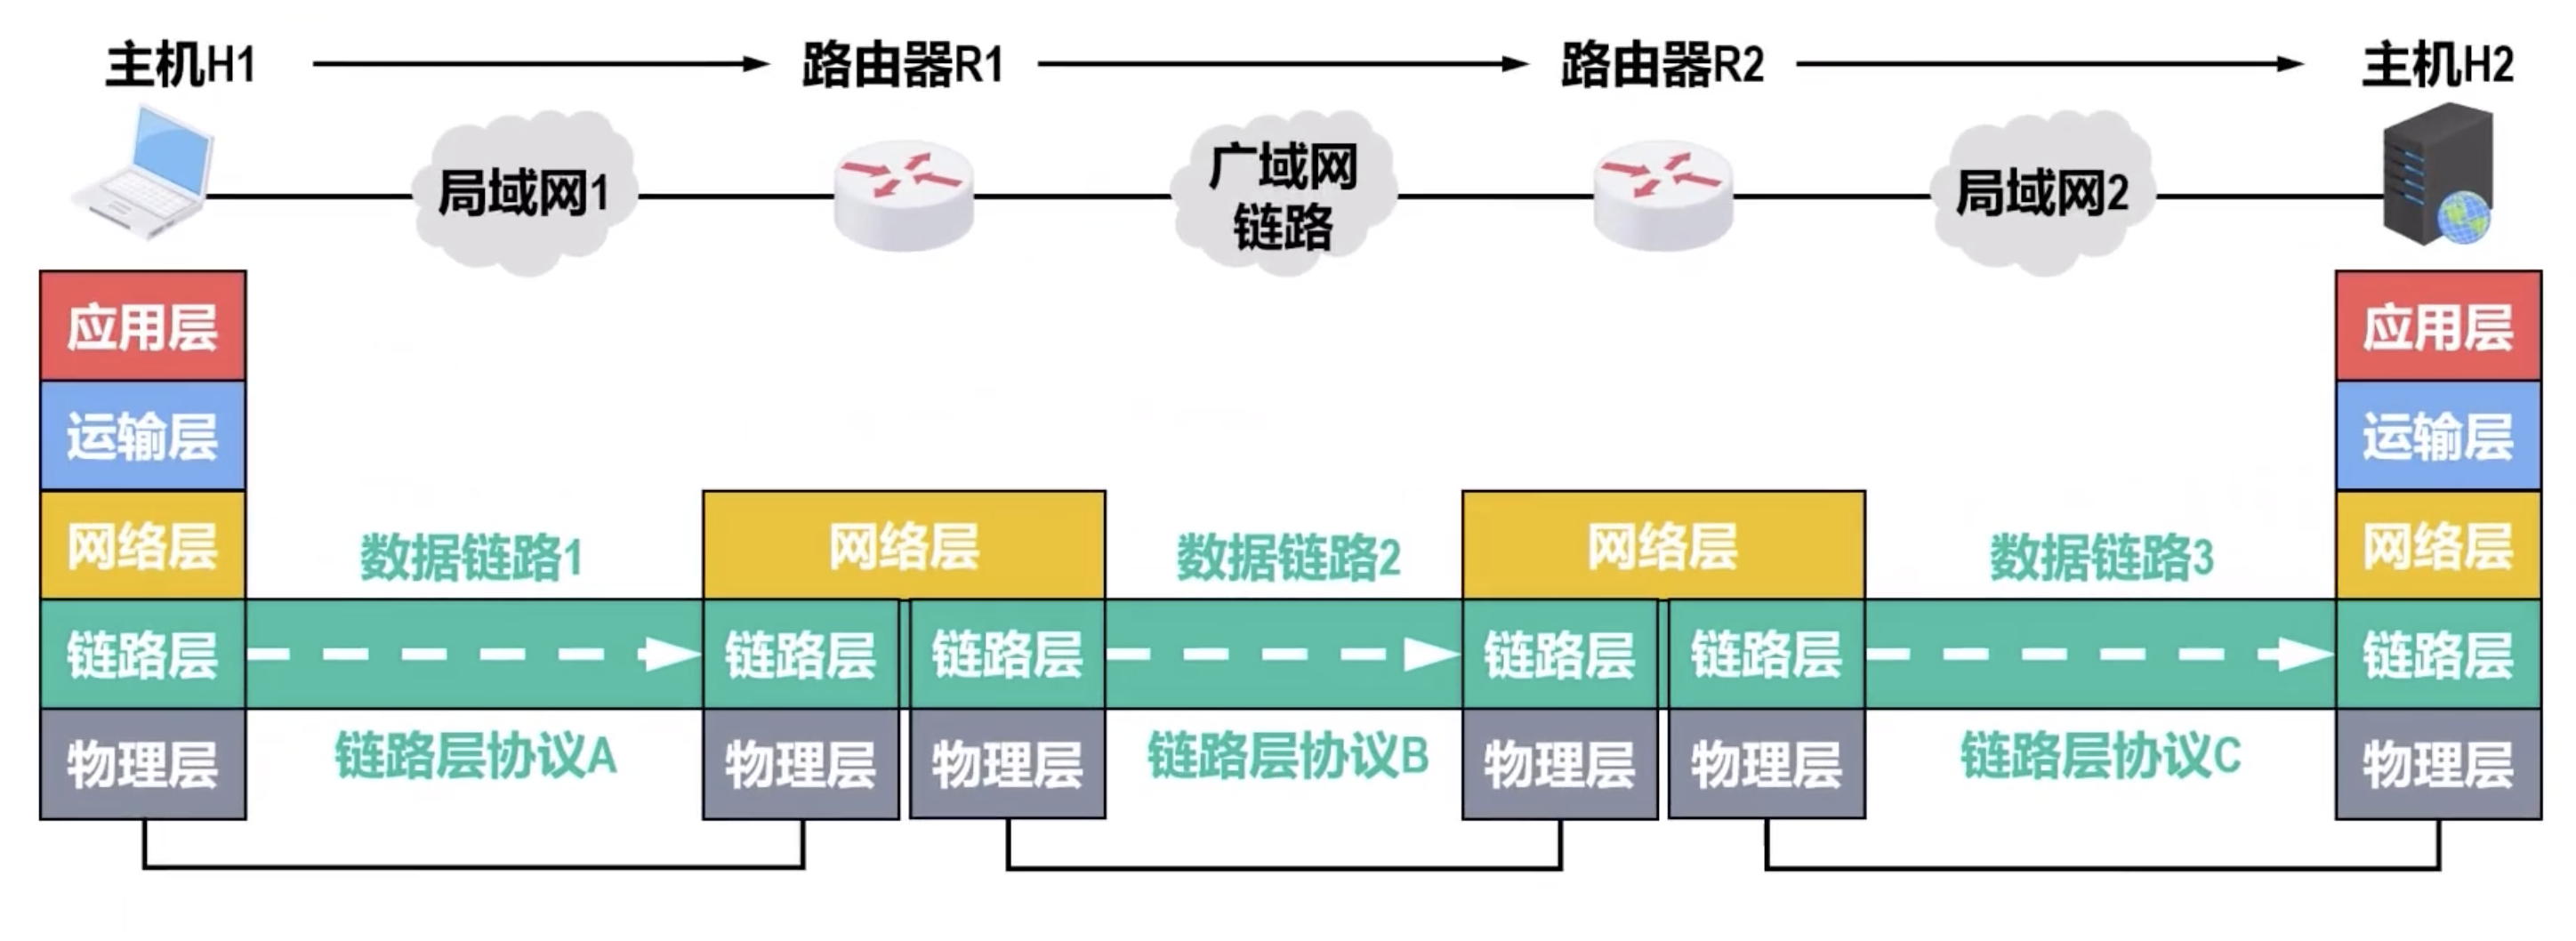 主机H1
路由器R1
路由器R2
主机H2
局域网1
广域网
链路
局域网2
应用层
应用层
运输层
运输层
网络层
数据链路1
网络层
数据链路2
网络层
数据链路3
网络层
链路层
链路层
链路层
链路层
链路层
链路层
物理层
链路层协议A
物理层
物理层
链路层协议B
物理层
物理层
链路层协议C
物理层